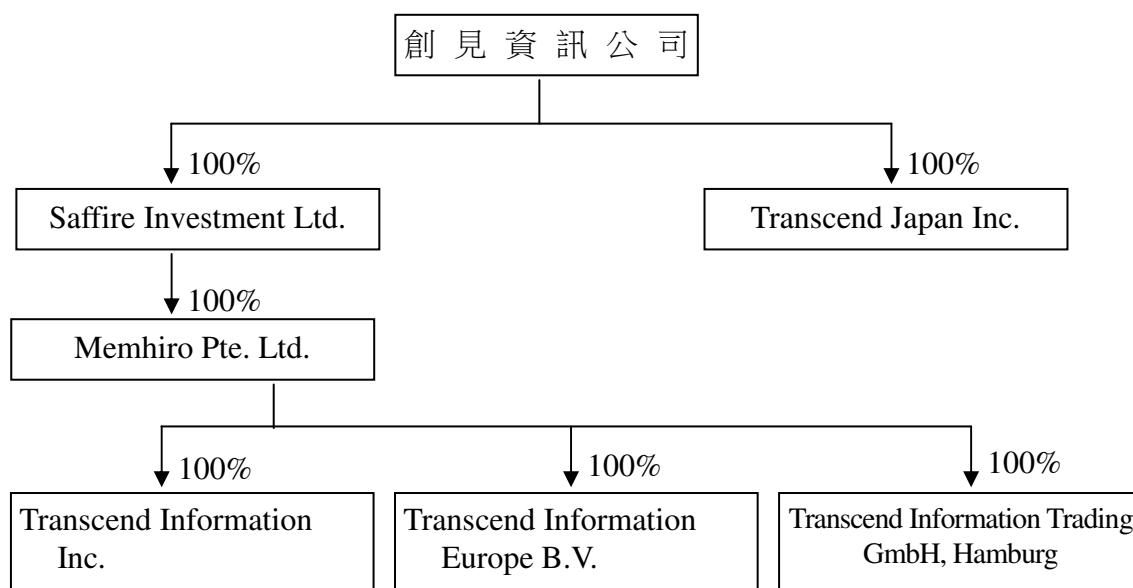 創見資訊公司
100%
100%
Saffire Investment Ltd.
Transcend Japan Inc.
100%
Memhiro Pte. Ltd.
100%
100%
100%
Transcend Information
Inc.
Transcend Information
Europe B.V.
Transcend Information Trading
GmbH, Hamburg